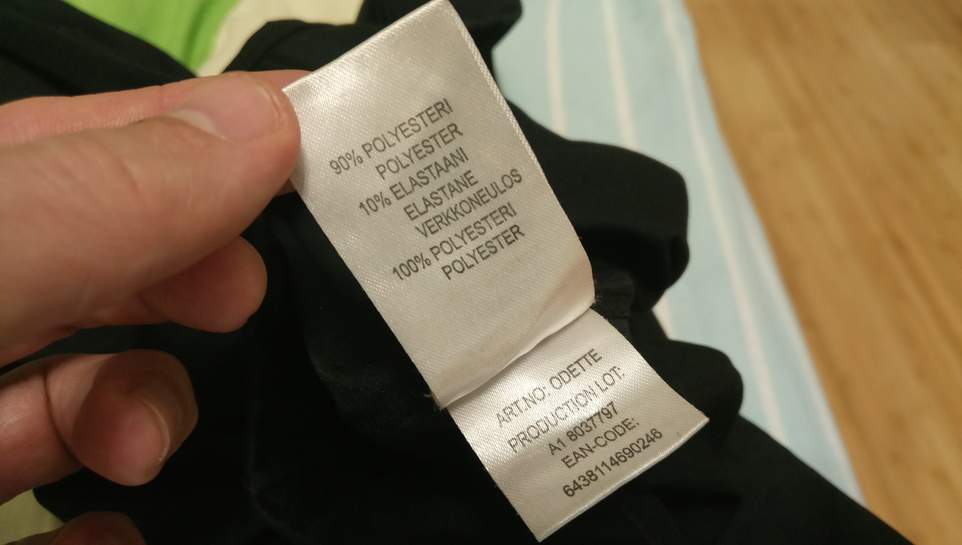 90% POLYESTERI
POLYESTER
10% ELASTAANI
ELASTANE
VERKKONEULOS
100% POLYESTERI
POLYESTER
ART.NO: ODETTE
PRODUCTION LOT:
A1 8037797
EAN-CODE:
6438114690246